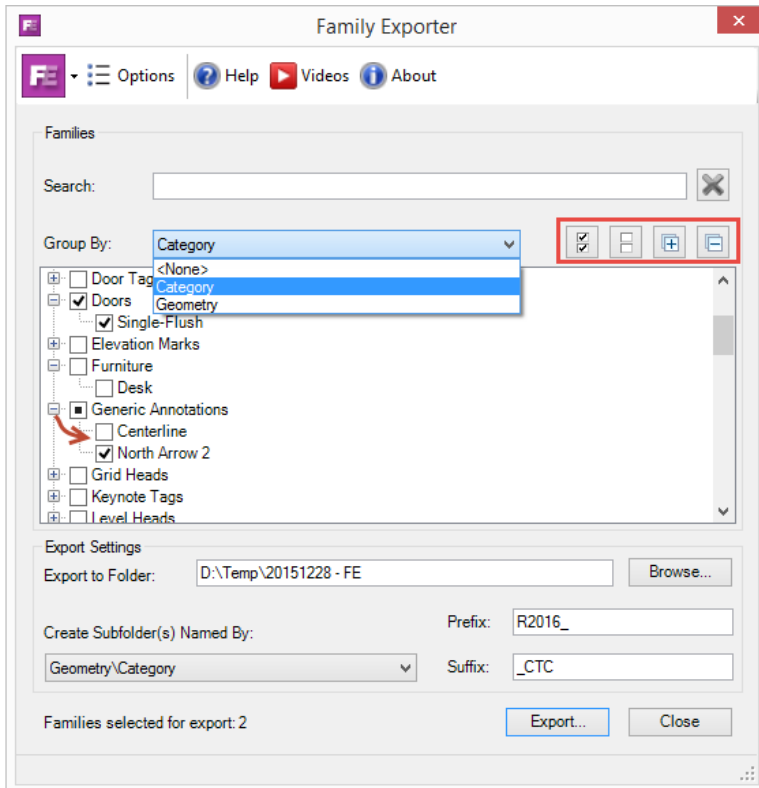 FE Family Exporter
FE Options Help Videos About
Families
Search:
Group By: Category
<None>
Category
Geometry
Door Tag
Doors
Single-Flush
Elevation Marks
Furniture
Desk
Generic Annotations
Centerline
North Arrow 2
Grid Heads
Keynote Tags
Level Heads
Export Settings
Export to Folder: D:\Temp\20151228 - FE Browse...
Create Subfolder(s) Named By: Prefix: R2016_
Geometry\Category Suffix: _CTC
Families selected for export: 2 Export... Close